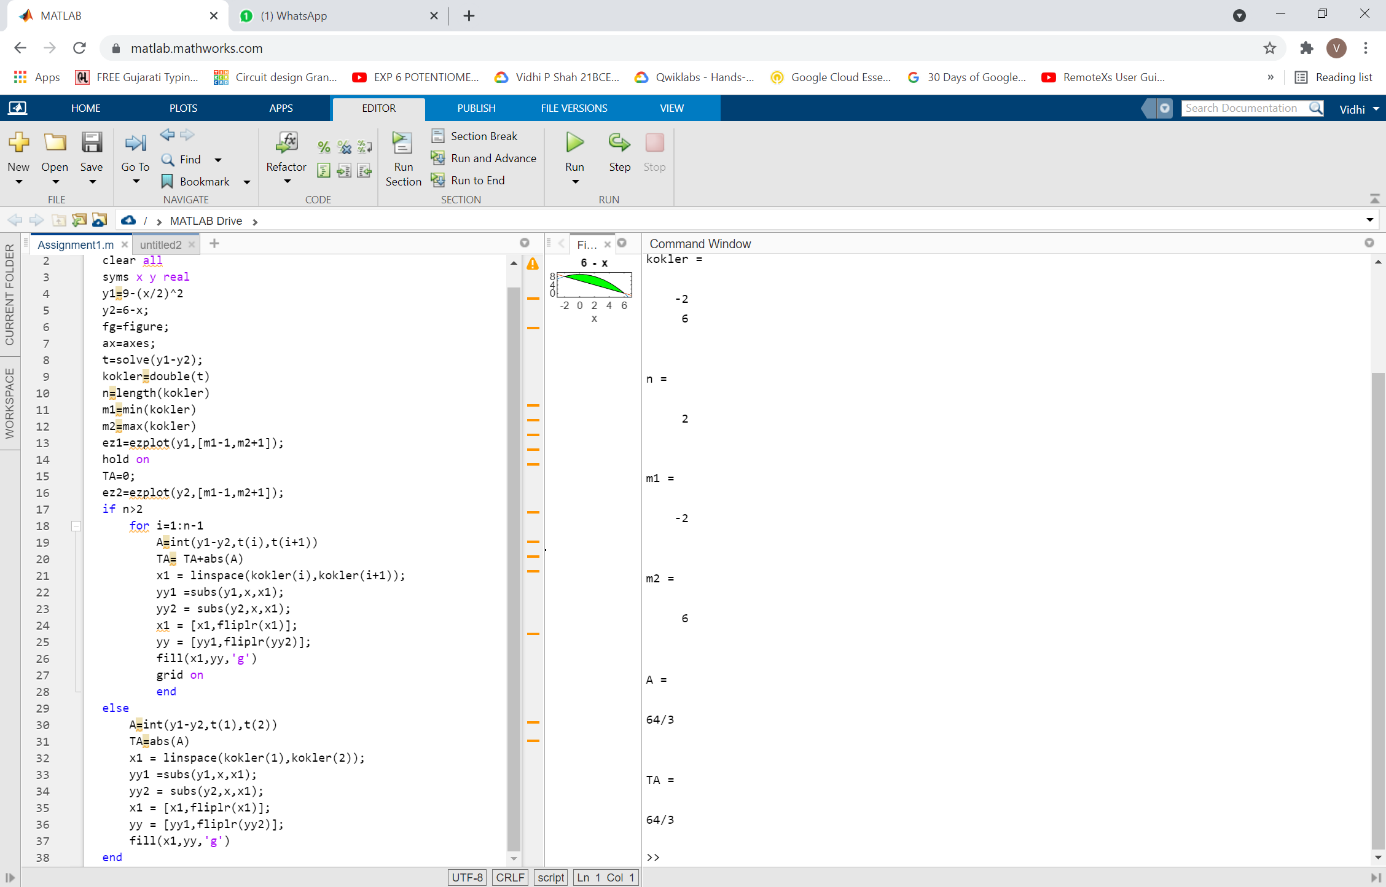 MATLAB
(1) WhatsApp
matlab.mathworks.com
V
Apps
FREE Gujarati Typin...
Circuit design Gran...
EXP 6 POTENTIOME...
Vidhi P Shah 21BCE...
Qwiklabs - Hands-...
Google Cloud Esse...
30 Days of Google...
RemoteXs User Gui...
»
Reading list
HOME
PLOTS
APPS
EDITOR
PUBLISH
FILE VERSIONS
VIEW
Search Documentation
Vidhi
New
Open
Save
FILE
Go To
Find
Bookmark
NAVIGATE
Refactor
CODE
Run Section
Section Break
Run and Advance
Run to End
SECTION
Run
Step
Stop
RUN
/ > MATLAB Drive >
CURRENT FOLDER
WORKSPACE
Assignment1.m
untitled2
2 clear all
3 syms x y real
4 y1=9-(x/2)^2
5 y2=6-x;
6 fg=figure;
7 ax=axes;
8 t=solve(y1-y2);
9 kokler=double(t)
10 n=length(kokler)
11 m1=min(kokler)
12 m2=max(kokler)
13 ez1=ezplot(y1,[m1-1,m2+1]);
14 hold on
15 TA=0;
16 ez2=ezplot(y2,[m1-1,m2+1]);
17 if n>2
18 for i=1:n-1
19 A=int(y1-y2,t(i),t(i+1))
20 TA= TA+abs(A)
21 x1 = linspace(kokler(i),kokler(i+1));
22 yy1 =subs(y1,x,x1);
23 yy2 = subs(y2,x,x1);
24 x1 = [x1,fliplr(x1)];
25 yy = [yy1,fliplr(yy2)];
26 fill(x1,yy,'g')
27 grid on
28 end
29 else
30 A=int(y1-y2,t(1),t(2))
31 TA=abs(A)
32 x1 = linspace(kokler(1),kokler(2));
33 yy1 =subs(y1,x,x1);
34 yy2 = subs(y2,x,x1);
35 x1 = [x1,fliplr(x1)];
36 yy = [yy1,fliplr(yy2)];
37 fill(x1,yy,'g')
38 end
Fi...
6 - x
8
4
0
-2 0 2 4 6
x
Command Window
kokler =
-2
6
n =
2
m1 =
-2
m2 =
6
A =
64/3
TA =
64/3
>>
UTF-8
CRLF
script
Ln 1 Col 1